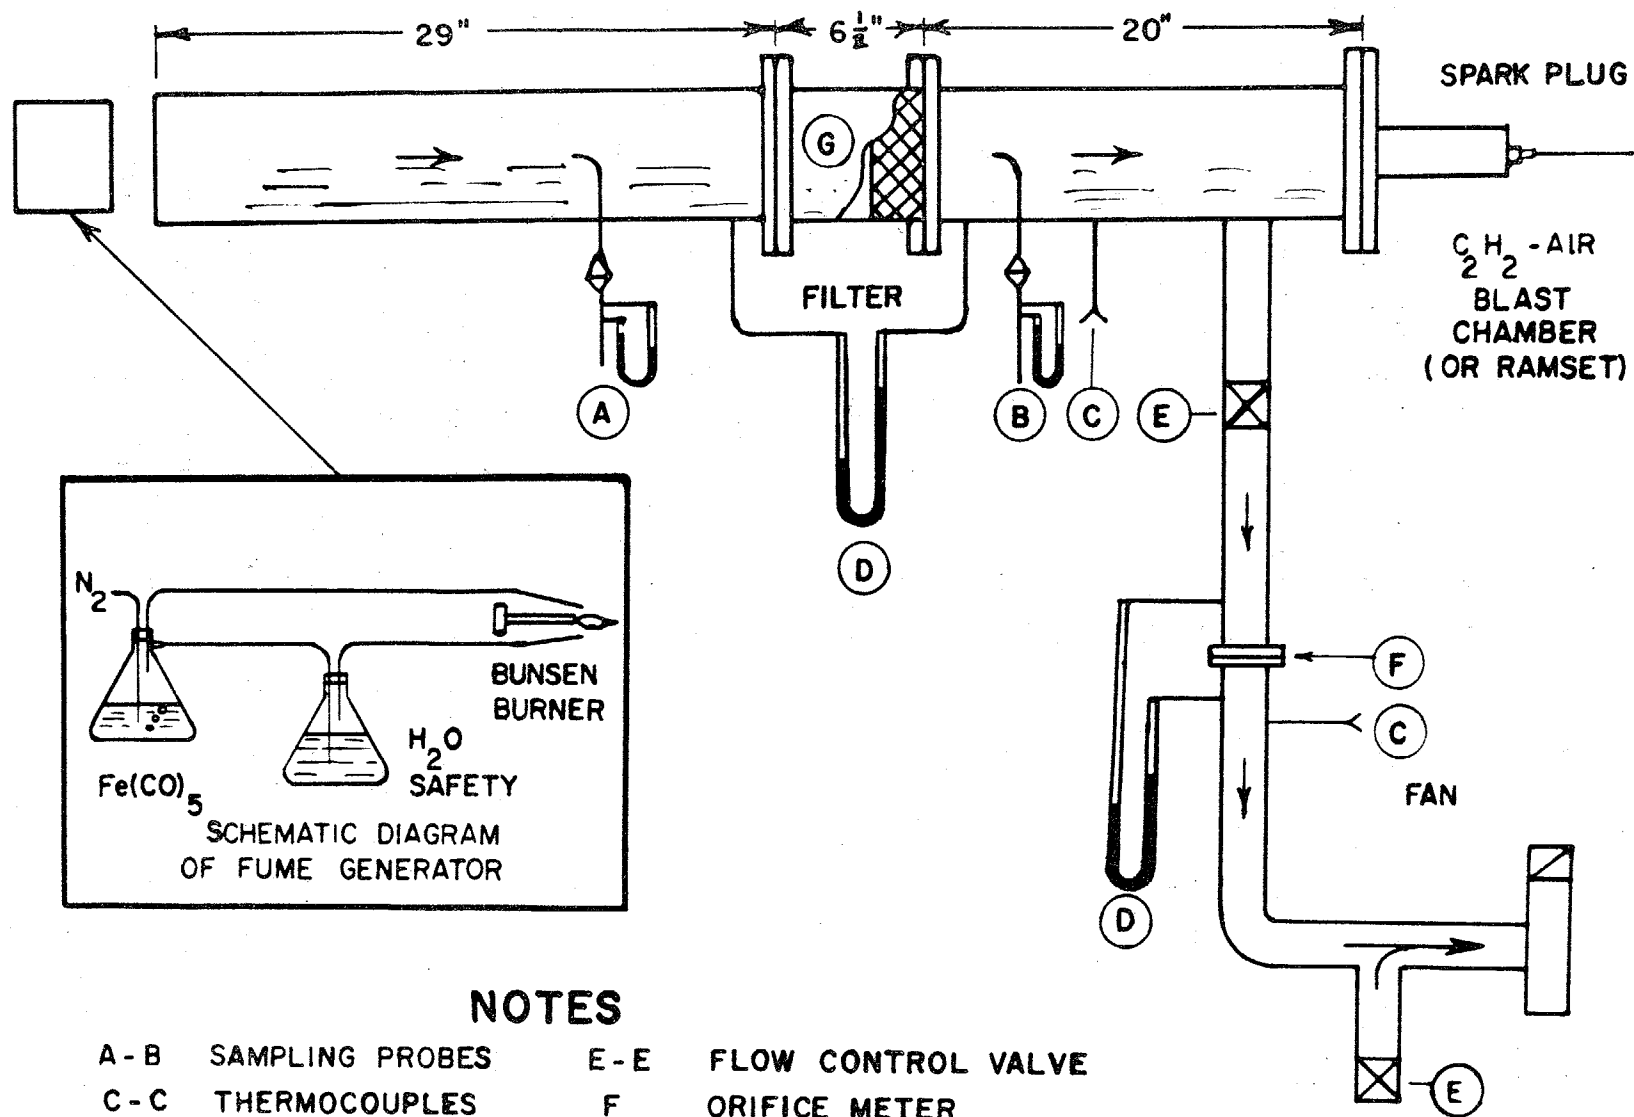 29" 6 1/2" 20"
SPARK PLUG
G
C2H2-AIR
BLAST
CHAMBER
(OR RAMSET)
FILTER
A B C E
D
N2
BUNSEN
BURNER
Fe(CO)5
H2O
SAFETY
SCHEMATIC DIAGRAM
OF FUME GENERATOR
F
C
FAN
D
NOTES
A-B SAMPLING PROBES E-E FLOW CONTROL VALVE
C-C THERMOCOUPLES F ORIFICE METER
E